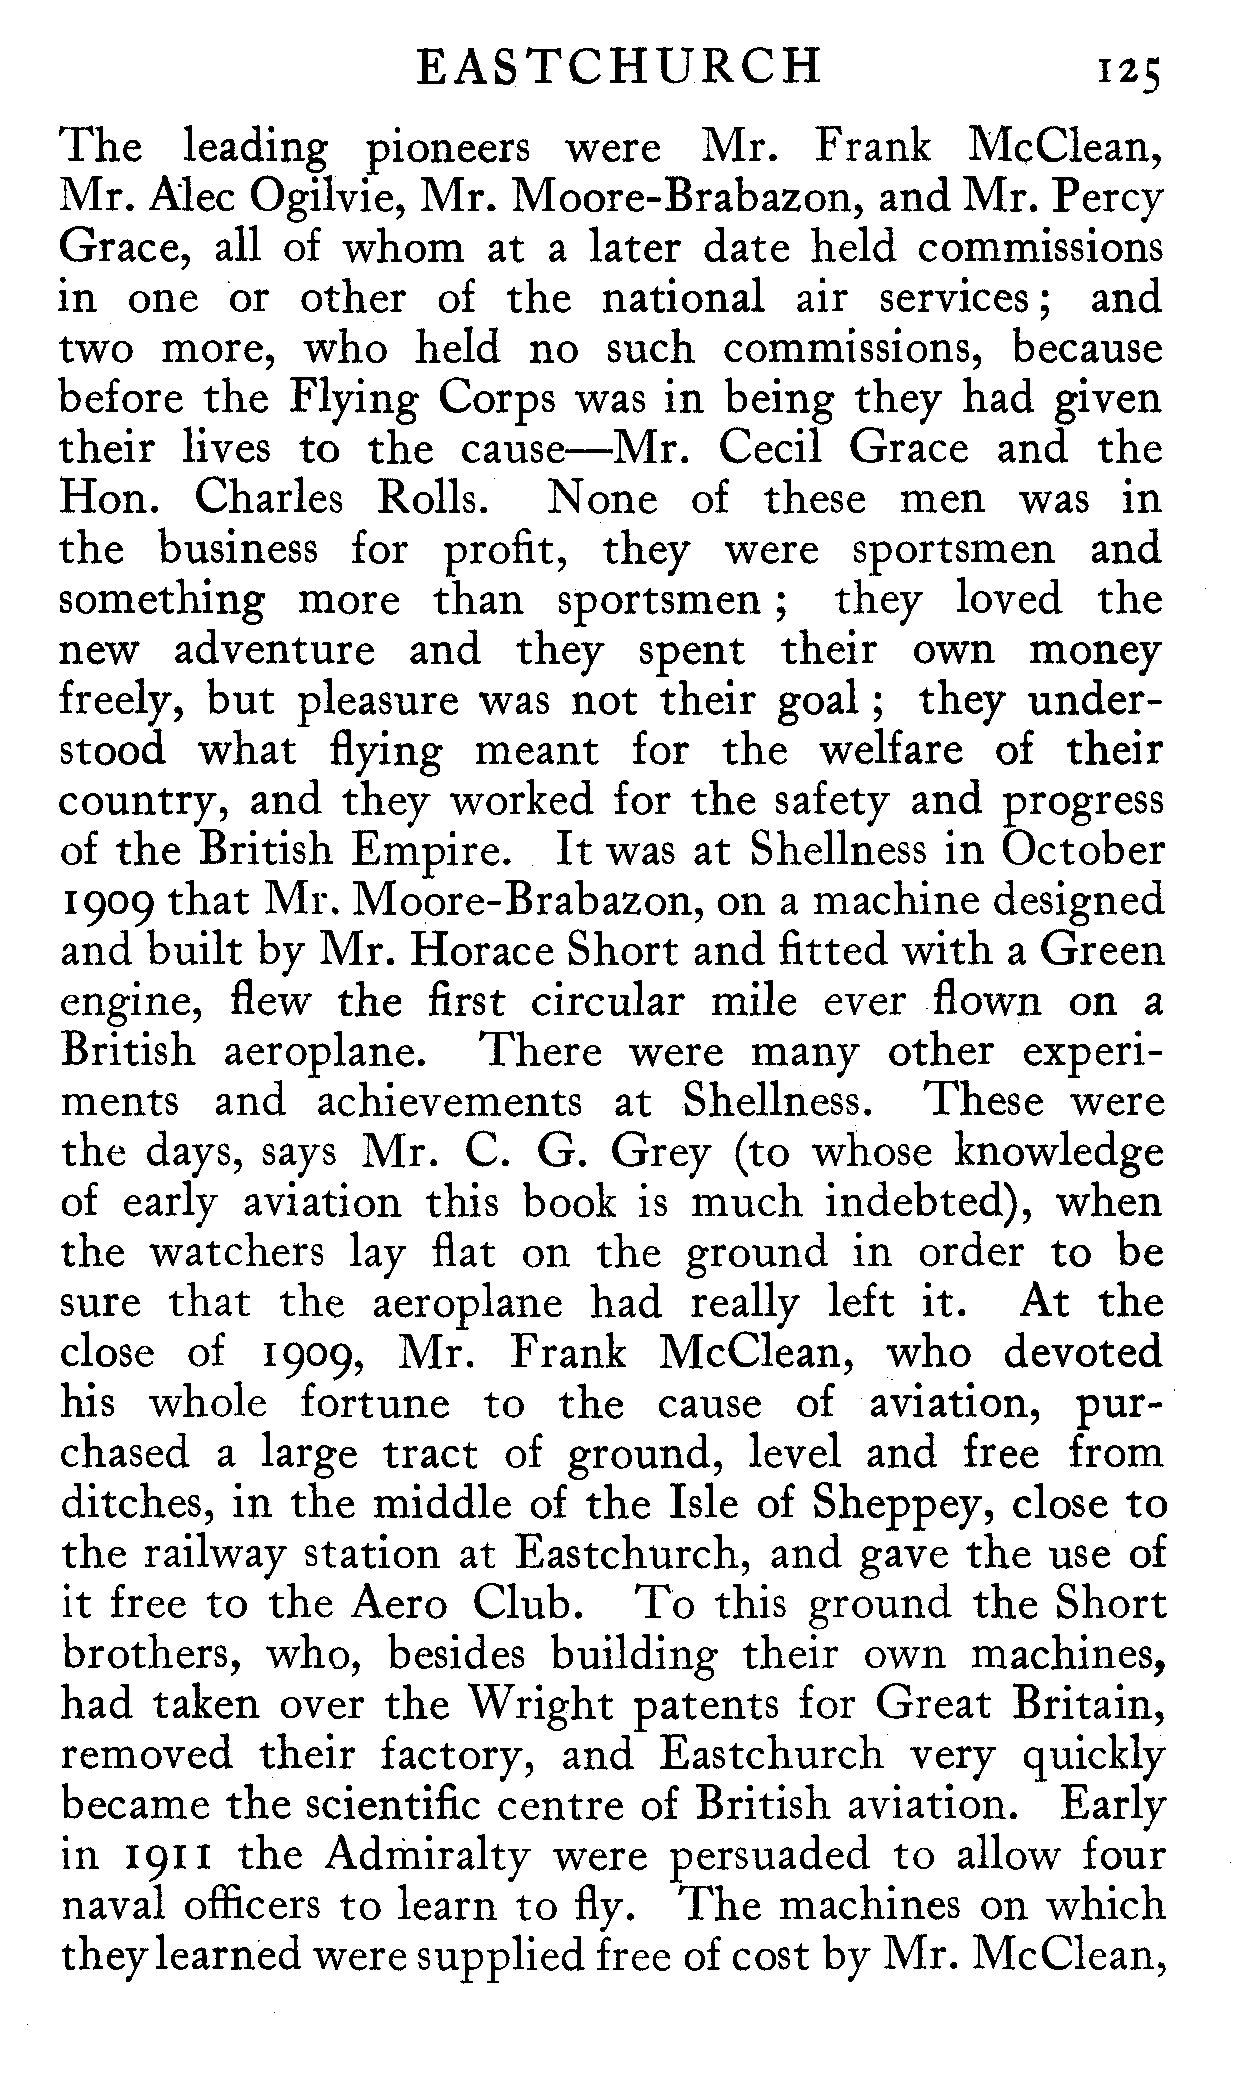 EASTCHURCH 125
The leading pioneers were Mr. Frank McClean,
Mr. Alec Ogilvie, Mr. Moore-Brabazon, and Mr. Percy
Grace, all of whom at a later date held commissions
in one or other of the national air services ; and
two more, who held no such commissions, because
before the Flying Corps was in being they had given
their lives to the cause—Mr. Cecil Grace and the
Hon. Charles Rolls. None of these men was in
the business for profit, they were sportsmen and
something more than sportsmen ; they loved the
new adventure and they spent their own money
freely, but pleasure was not their goal ; they under-
stood what flying meant for the welfare of their
country, and they worked for the safety and progress
of the British Empire. It was at Shellness in October
1909 that Mr. Moore-Brabazon, on a machine designed
and built by Mr. Horace Short and fitted with a Green
engine, flew the first circular mile ever flown on a
British aeroplane. There were many other experi-
ments and achievements at Shellness. These were
the days, says Mr. C. G. Grey (to whose knowledge
of early aviation this book is much indebted), when
the watchers lay flat on the ground in order to be
sure that the aeroplane had really left it. At the
close of 1909, Mr. Frank McClean, who devoted
his whole fortune to the cause of aviation, pur-
chased a large tract of ground, level and free from
ditches, in the middle of the Isle of Sheppey, close to
the railway station at Eastchurch, and gave the use of
it free to the Aero Club. To this ground the Short
brothers, who, besides building their own machines,
had taken over the Wright patents for Great Britain,
removed their factory, and Eastchurch very quickly
became the scientific centre of British aviation. Early
in 1911 the Admiralty were persuaded to allow four
naval officers to learn to fly. The machines on which
they learned were supplied free of cost by Mr. McClean,